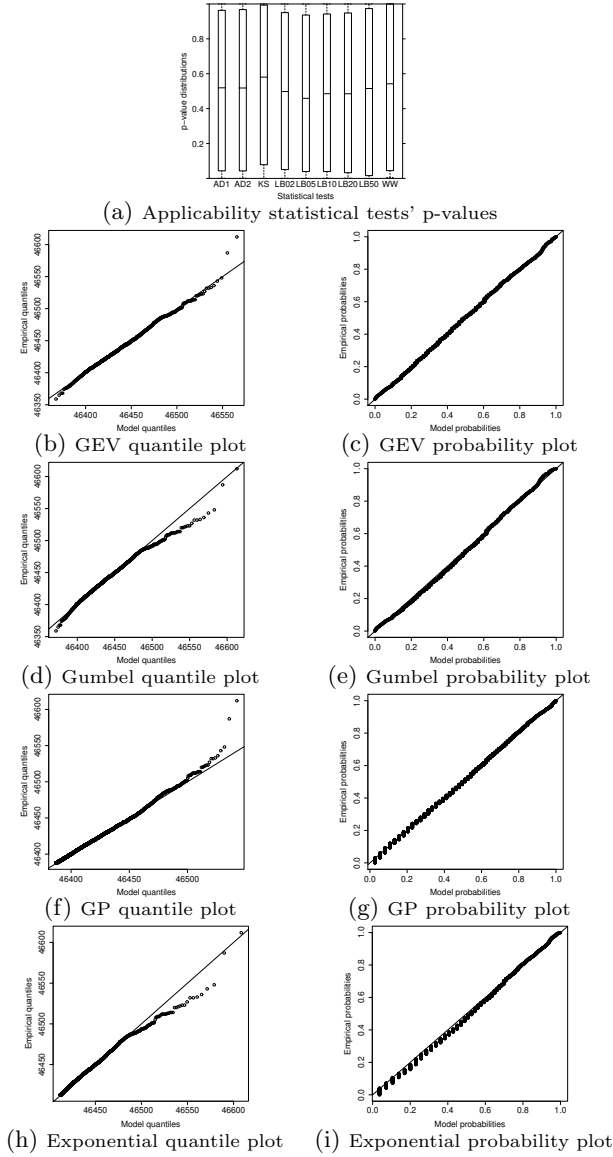 p-value distributions
0.2 0.4 0.6 0.8
AD1 AD2 KS LB02 LB05 LB10 LB20 LB50 WW
Statistical tests
(a) Applicability statistical tests' p-values
Empirical quantiles
46350 46400 46450 46500 46550 46600
46400 46450 46500 46550
Model quantiles
(b) GEV quantile plot
Empirical probabilities
0.0 0.2 0.4 0.6 0.8 1.0
0.0 0.2 0.4 0.6 0.8 1.0
Model probabilities
(c) GEV probability plot
Empirical quantiles
46350 46400 46450 46500 46550 46600
46400 46450 46500 46550 46600
Model quantiles
(d) Gumbel quantile plot
Empirical probabilities
0.0 0.2 0.4 0.6 0.8 1.0
0.0 0.2 0.4 0.6 0.8 1.0
Model probabilities
(e) Gumbel probability plot
Empirical quantiles
46400 46450 46500 46550 46600
46400 46450 46500
Model quantiles
(f) GP quantile plot
Empirical probabilities
0.0 0.2 0.4 0.6 0.8 1.0
0.0 0.2 0.4 0.6 0.8 1.0
Model probabilities
(g) GP probability plot
Empirical quantiles
46450 46500 46550 46600
46450 46500 46550 46600
Model quantiles
(h) Exponential quantile plot
Empirical probabilities
0.0 0.2 0.4 0.6 0.8 1.0
0.0 0.2 0.4 0.6 0.8 1.0
Model probabilities
(i) Exponential probability plot